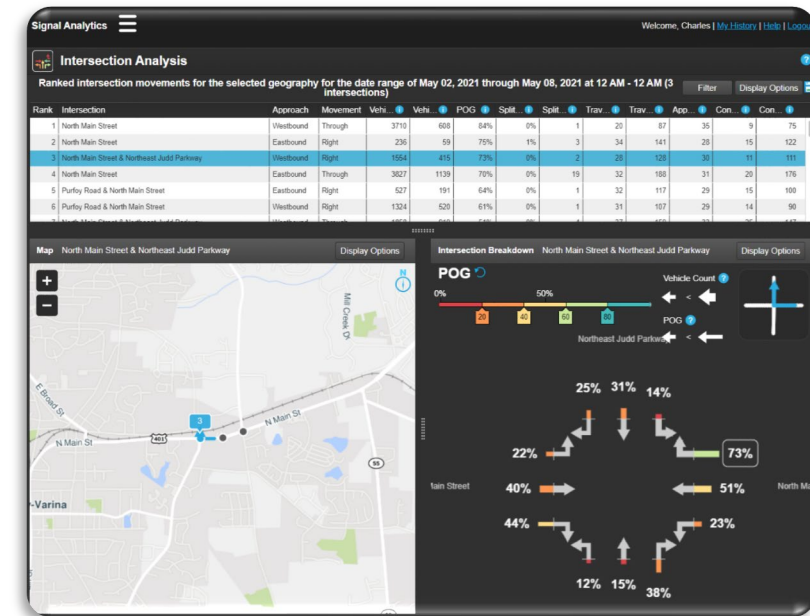 Signal Analytics
Welcome, Charles | My History | Help | Logout
Intersection Analysis
Ranked intersection movements for the selected geography for the date range of May 02, 2021 through May 08, 2021 at 12 AM - 12 AM (3
intersections)
Filter
Display Options
Rank Intersection Approach Movement Vehi... Vehi... POG Split... Split... Trav... Trav... App... Con... Con...
1 North Main Street Westbound Through 3710 608 84% 0% 1 20 87 35 9 75
2 North Main Street Eastbound Right 236 59 75% 1% 3 34 141 28 15 122
3 North Main Street & Northeast Judd Parkway Westbound Right 1554 415 73% 0% 2 28 128 30 11 111
4 North Main Street Eastbound Through 3827 1139 70% 0% 19 32 188 31 20 176
5 Purfoy Road & North Main Street Eastbound Right 527 191 64% 0% 1 32 117 29 15 100
6 Purfoy Road & North Main Street Westbound Right 1324 520 61% 0% 1 31 107 29 14 90
Map North Main Street & Northeast Judd Parkway
Display Options
Intersection Breakdown North Main Street & Northeast Judd Parkway
Display Options
+
−
N
Mill Creek Dr
E Broad St
N Main St
401
3
N Main St
55
-Varina
POG
0% 50%
20 40 60 80
Vehicle Count
<
POG
<
Northeast Judd Parkway
25% 31% 14%
22% 73%
Main Street 40% 51% North Ma
44% 23%
12% 15% 38%